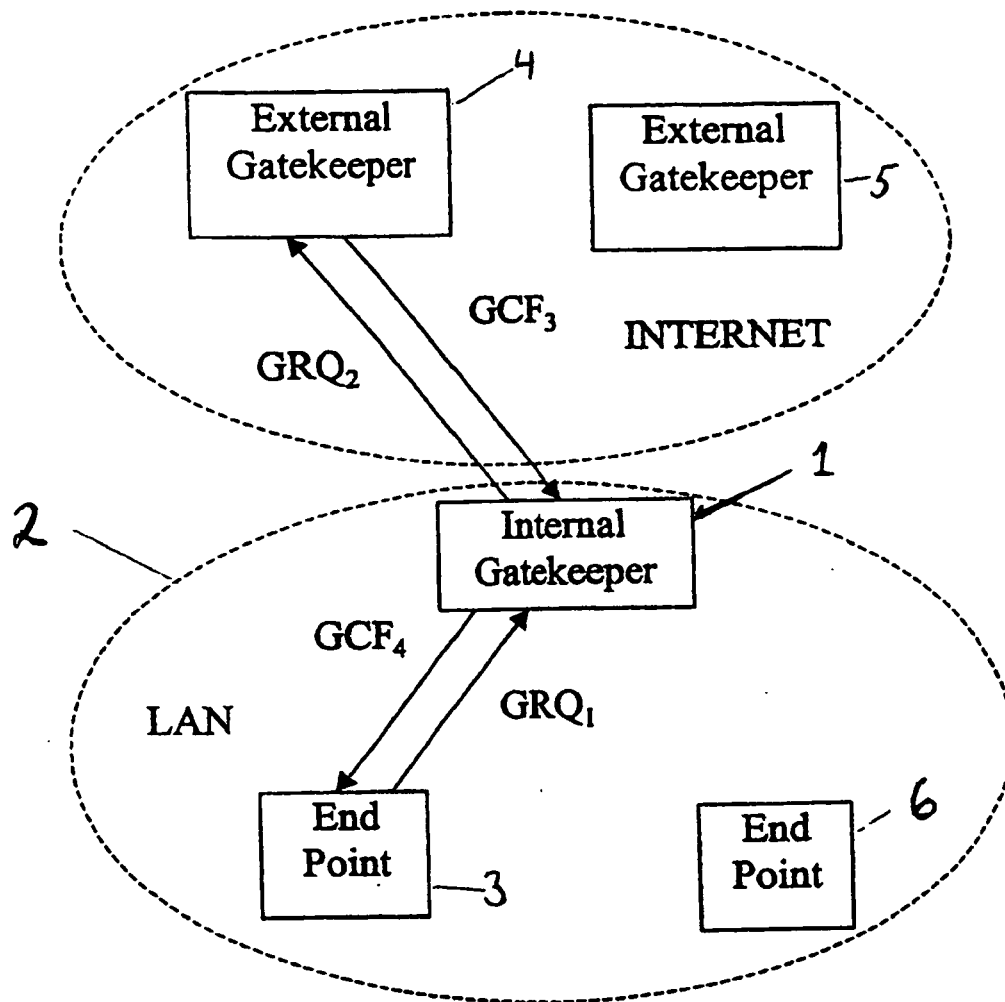 4
External
Gatekeeper
External
Gatekeeper
5
GCF₃
INTERNET
GRQ₂
1
2
Internal
Gatekeeper
GCF₄
GRQ₁
LAN
End
Point
3
End
Point
6